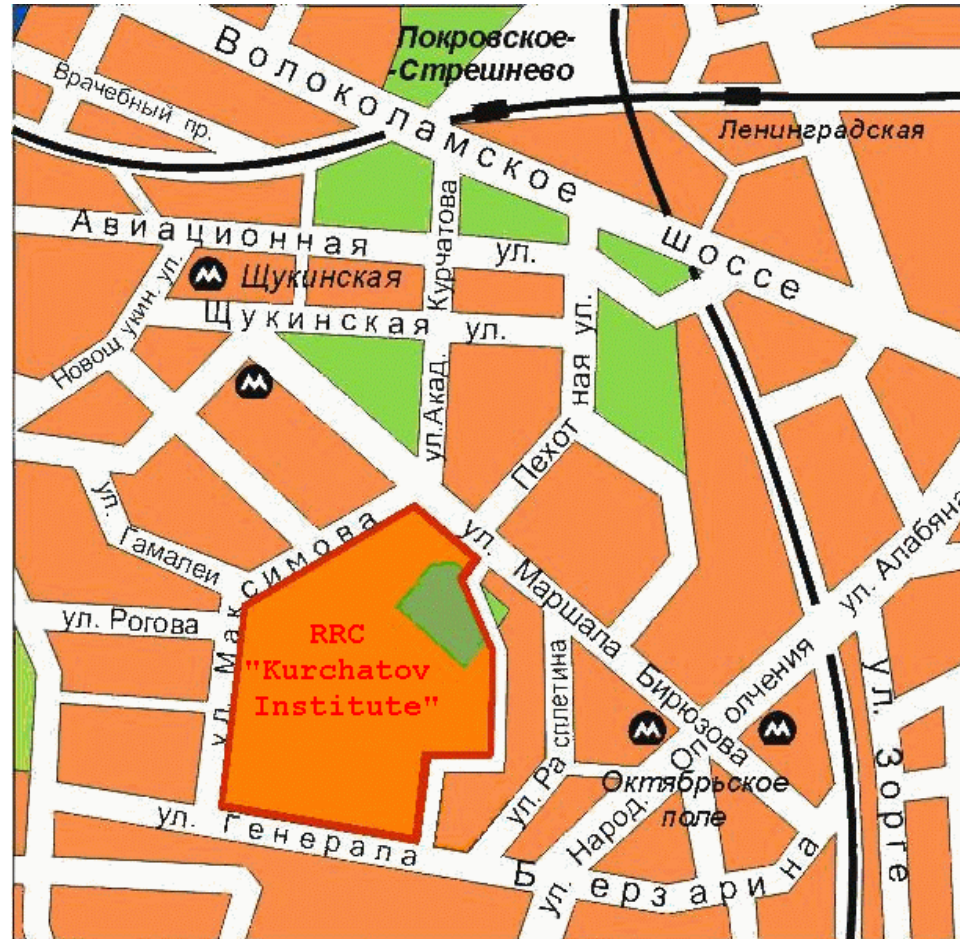 Покровское-
-Стрешнево
Волоколамское шоссе
Врачебный пр.
Ленинградская
Авиационная ул.
Щукинская
Щукинская ул.
Новощукин. ул.
ул.Акад. Курчатова
Пехотная ул.
ул. Гамалеи
ул. Максимова
ул. Рогова
RRC
"Kurchatov
Institute"
ул. Маршала Бирюзова
ул. Расплетина
ул. Народ. Ополчения
ул. Алабяна
ул. Зорге
Октябрьское
поле
ул. Генерала Берзарина